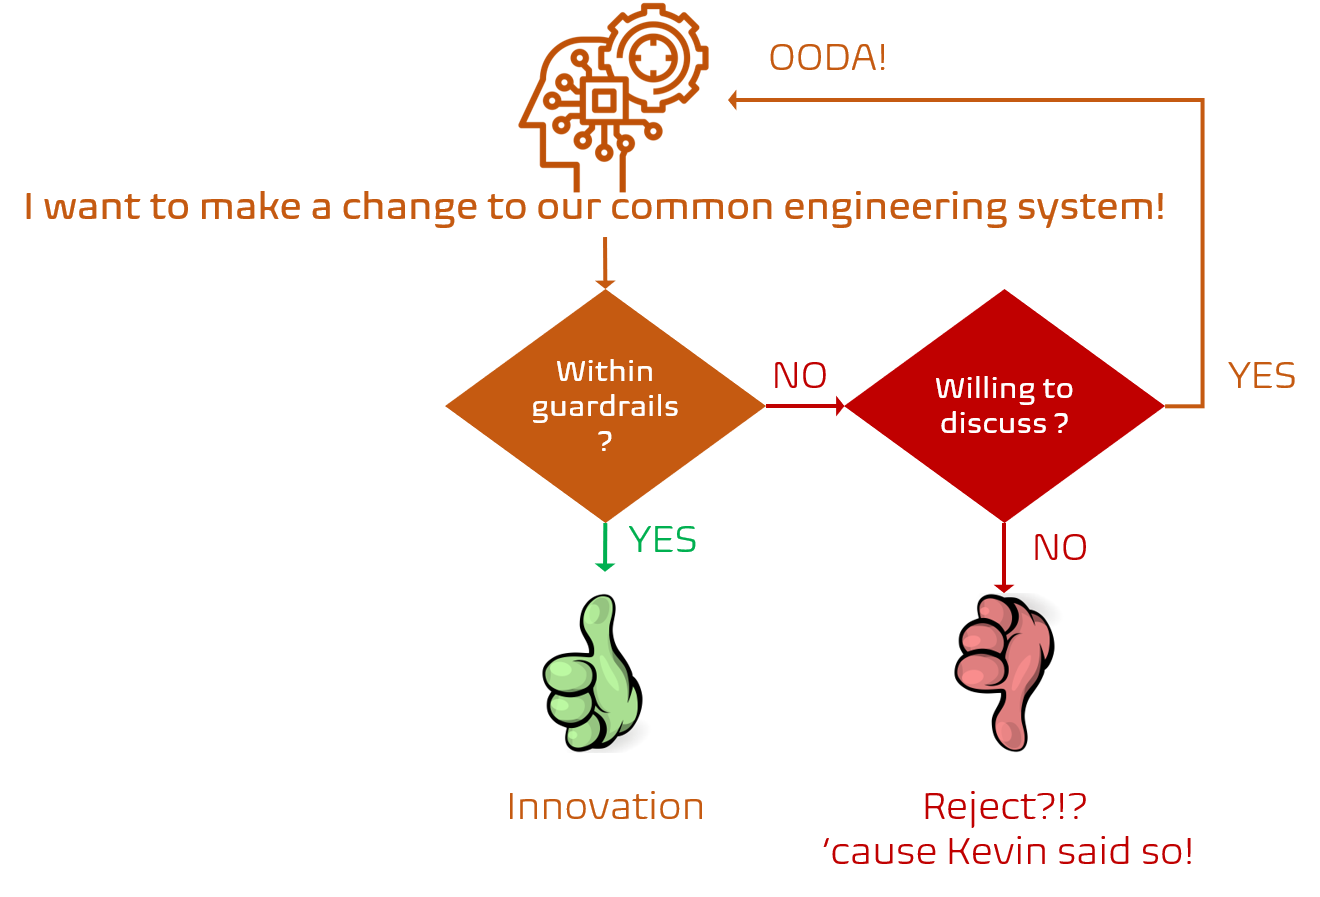 OODA!
I want to make a change to our common engineering system!
Within
guardrails
?
NO
Willing to
discuss ?
YES
YES
NO
Innovation
Reject?!?
‘cause Kevin said so!